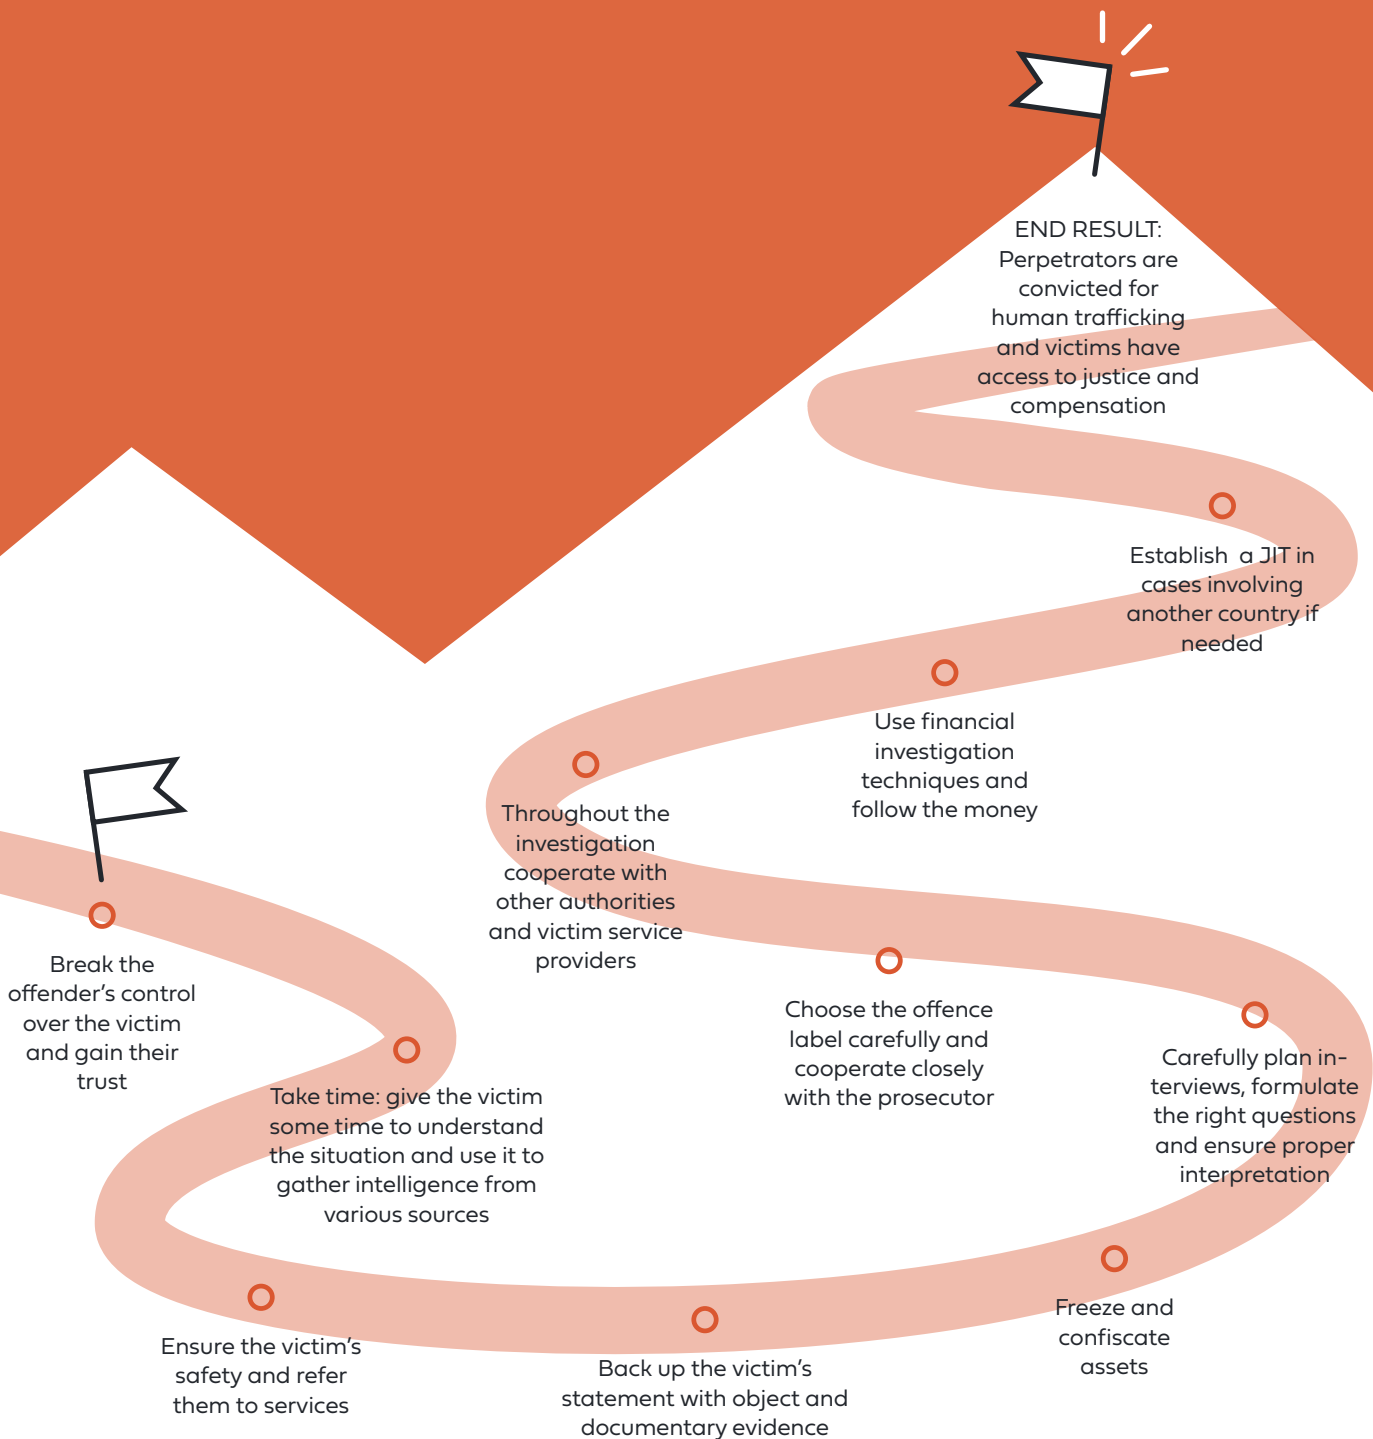 END RESULT:
Perpetrators are
convicted for
human trafficking
and victims have
access to justice and
compensation
Establish  a JIT in
cases involving
another country if
needed
Use financial
investigation
techniques and
follow the money
Throughout the
investigation
cooperate with
other authorities
and victim service
providers
Break the
offender's control
over the victim
and gain their
trust
Choose the offence
label carefully and
cooperate closely
with the prosecutor
Carefully plan in-
terviews, formulate
the right questions
and ensure proper
interpretation
Take time: give the victim
some time to understand
the situation and use it to
gather intelligence from
various sources
Freeze and
confiscate
assets
Ensure the victim's
safety and refer
them to services
Back up the victim's
statement with object and
documentary evidence